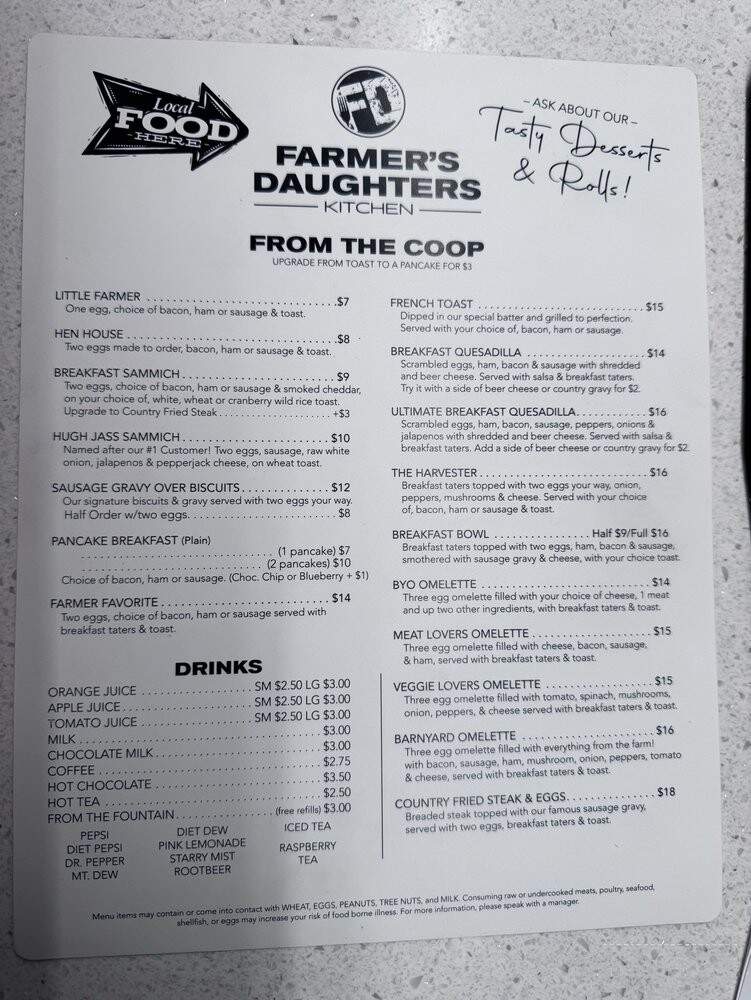 Local
FOOD
HERE
FD
FARMER'S
DAUGHTERS
KITCHEN
- ASK ABOUT OUR -
Tasty Desserts
& Rolls!
FROM THE COOP
UPGRADE FROM TOAST TO A PANCAKE FOR $3
LITTLE FARMER ................................$7
One egg, choice of bacon, ham or sausage & toast.
HEN HOUSE ...................................$8
Two eggs made to order, bacon, ham or sausage & toast.
BREAKFAST SAMMICH ..........................$9
Two eggs, choice of bacon, ham or sausage & smoked cheddar,
on your choice of, white, wheat or cranberry wild rice toast.
Upgrade to Country Fried Steak....................+$3
HUGH JASS SAMMICH ........................ $10
Named after our #1 Customer! Two eggs, sausage, raw white
onion, jalapenos & pepperjack cheese, on wheat toast.
SAUSAGE GRAVY OVER BISCUITS.............. $12
Our signature biscuits & gravy served with two eggs your way.
Half Order w/two eggs.......................... $8
PANCAKE BREAKFAST (Plain)
................................ (1 pancake) $7
.............................. (2 pancakes) $10
Choice of bacon, ham or sausage. (Choc. Chip or Blueberry + $1)
FARMER FAVORITE ............................ $14
Two eggs, choice of bacon, ham or sausage served with
breakfast taters & toast.
DRINKS
ORANGE JUICE .................. SM $2.50 LG $3.00
APPLE JUICE..................... SM $2.50 LG $3.00
TOMATO JUICE .................. SM $2.50 LG $3.00
MILK ........................................$3.00
CHOCOLATE MILK............................$3.00
COFFEE .....................................$2.75
HOT CHOCOLATE ............................$3.50
HOT TEA ....................................$2.50
FROM THE FOUNTAIN.............. (free refills) $3.00
PEPSI
DIET PEPSI
DR. PEPPER
MT. DEW
DIET DEW
PINK LEMONADE
STARRY MIST
ROOTBEER
ICED TEA
RASPBERRY
TEA
FRENCH TOAST ........................... $15
Dipped in our special batter and grilled to perfection.
Served with your choice of, bacon, ham or sausage.
BREAKFAST QUESADILLA ................... $14
Scrambled eggs, ham, bacon & sausage with shredded
and beer cheese. Served with salsa & breakfast taters.
Try it with a side of beer cheese or country gravy for $2.
ULTIMATE BREAKFAST QUESADILLA............ $16
Scrambled eggs, ham, bacon, sausage, peppers, onions &
jalapenos with shredded and beer cheese. Served with salsa &
breakfast taters. Add a side of beer cheese or country gravy for $2.
THE HARVESTER ........................... $16
Breakfast taters topped with two eggs your way, onion,
peppers, mushrooms & cheese. Served with your choice
of, bacon, ham or sausage & toast.
BREAKFAST BOWL ................ Half $9/Full $16
Breakfast taters topped with two eggs, ham, bacon & sausage,
smothered with sausage gravy & cheese, with your choice toast.
BYO OMELETTE ........................... $14
Three egg omelette filled with your choice of cheese, 1 meat
and up two other ingredients, with breakfast taters & toast.
MEAT LOVERS OMELETTE ................... $15
Three egg omelette filled with cheese, bacon, sausage,
& ham, served with breakfast taters & toast.
VEGGIE LOVERS OMELETTE .................. $15
Three egg omelette filled with tomato, spinach, mushrooms,
onion, peppers, & cheese served with breakfast taters & toast.
BARNYARD OMELETTE ..................... $16
Three egg omelette filled with everything from the farm!
with bacon, sausage, ham, mushroom, onion, peppers, tomato
& cheese, served with breakfast taters & toast.
COUNTRY FRIED STEAK & EGGS............... $18
Breaded steak topped with our famous sausage gravy,
served with two eggs, breakfast taters & toast.
Menu items may contain or come into contact with WHEAT, EGGS, PEANUTS, TREE NUTS, and MILK. Consuming raw or undercooked meats, poultry, seafood,
shellfish, or eggs may increase your risk of food borne illness. For more information, please speak with a manager.